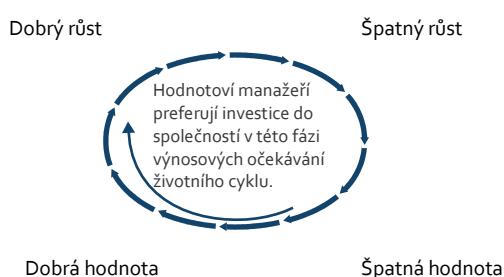 Dobrý růst
Špatný růst
Hodnotoví manažeří
preferují investice do
společností v této fázi
výnosových očekávání
životního cyklu.
Dobrá hodnota
Špatná hodnota